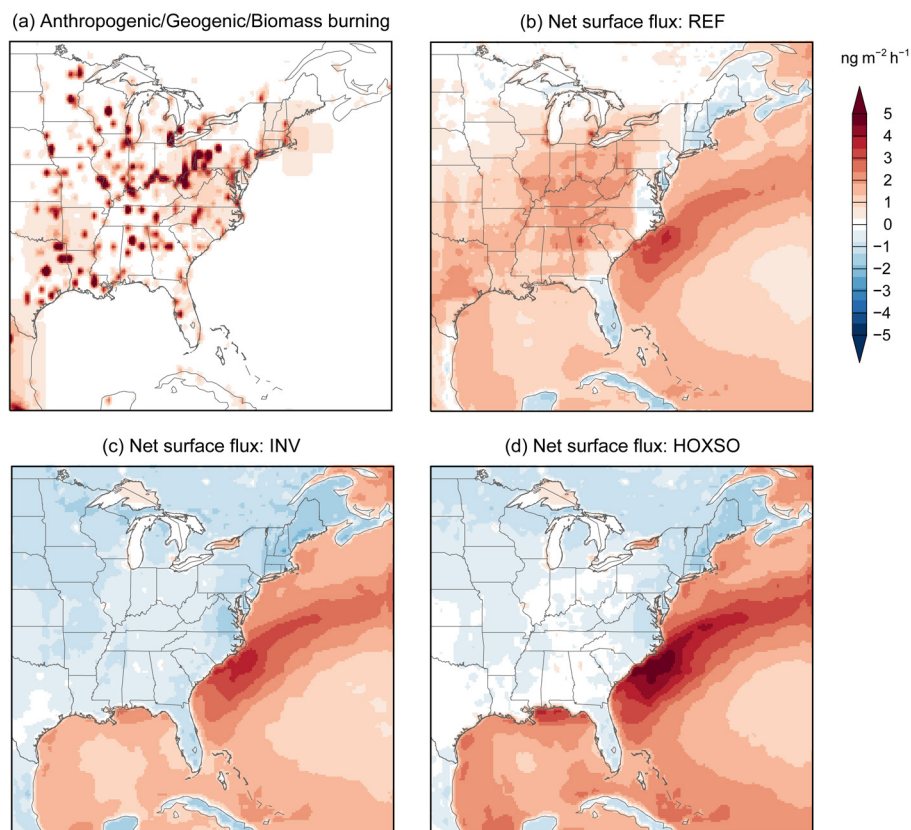 (a) Anthropogenic/Geogenic/Biomass burning
(b) Net surface flux: REF
ng m⁻² h⁻¹
5
4
3
2
1
0
−1
−2
−3
−4
−5
(c) Net surface flux: INV
(d) Net surface flux: HOXSO